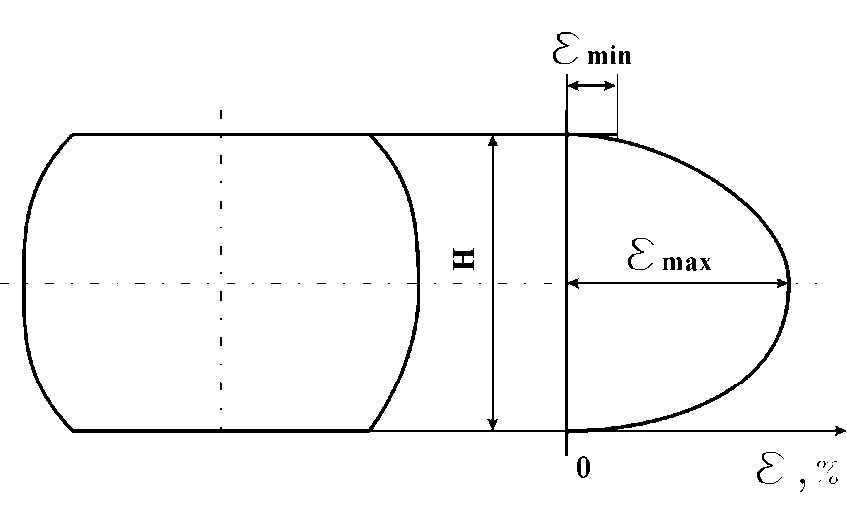 ℰ min
H
ℰ max
0
ℰ , %